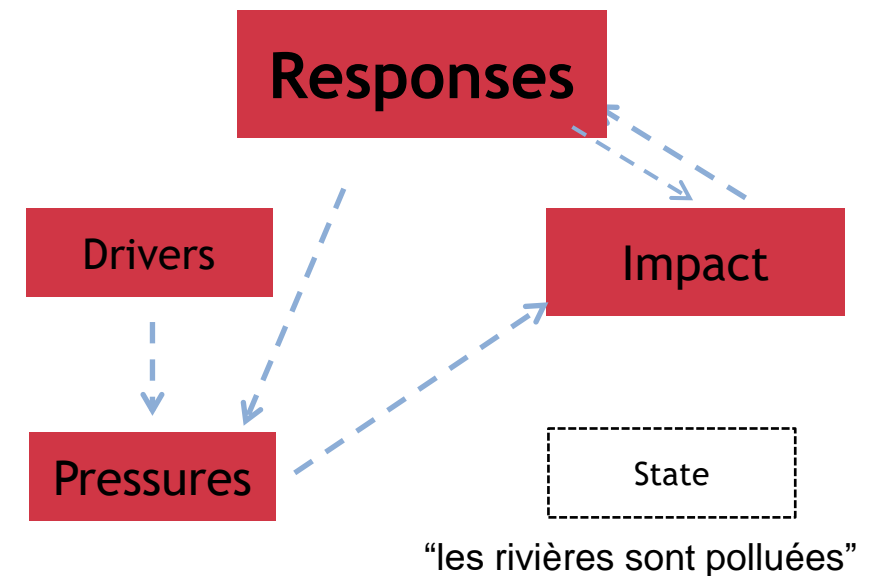 Responses
Drivers
Impact
Pressures
State
“les rivières sont polluées”